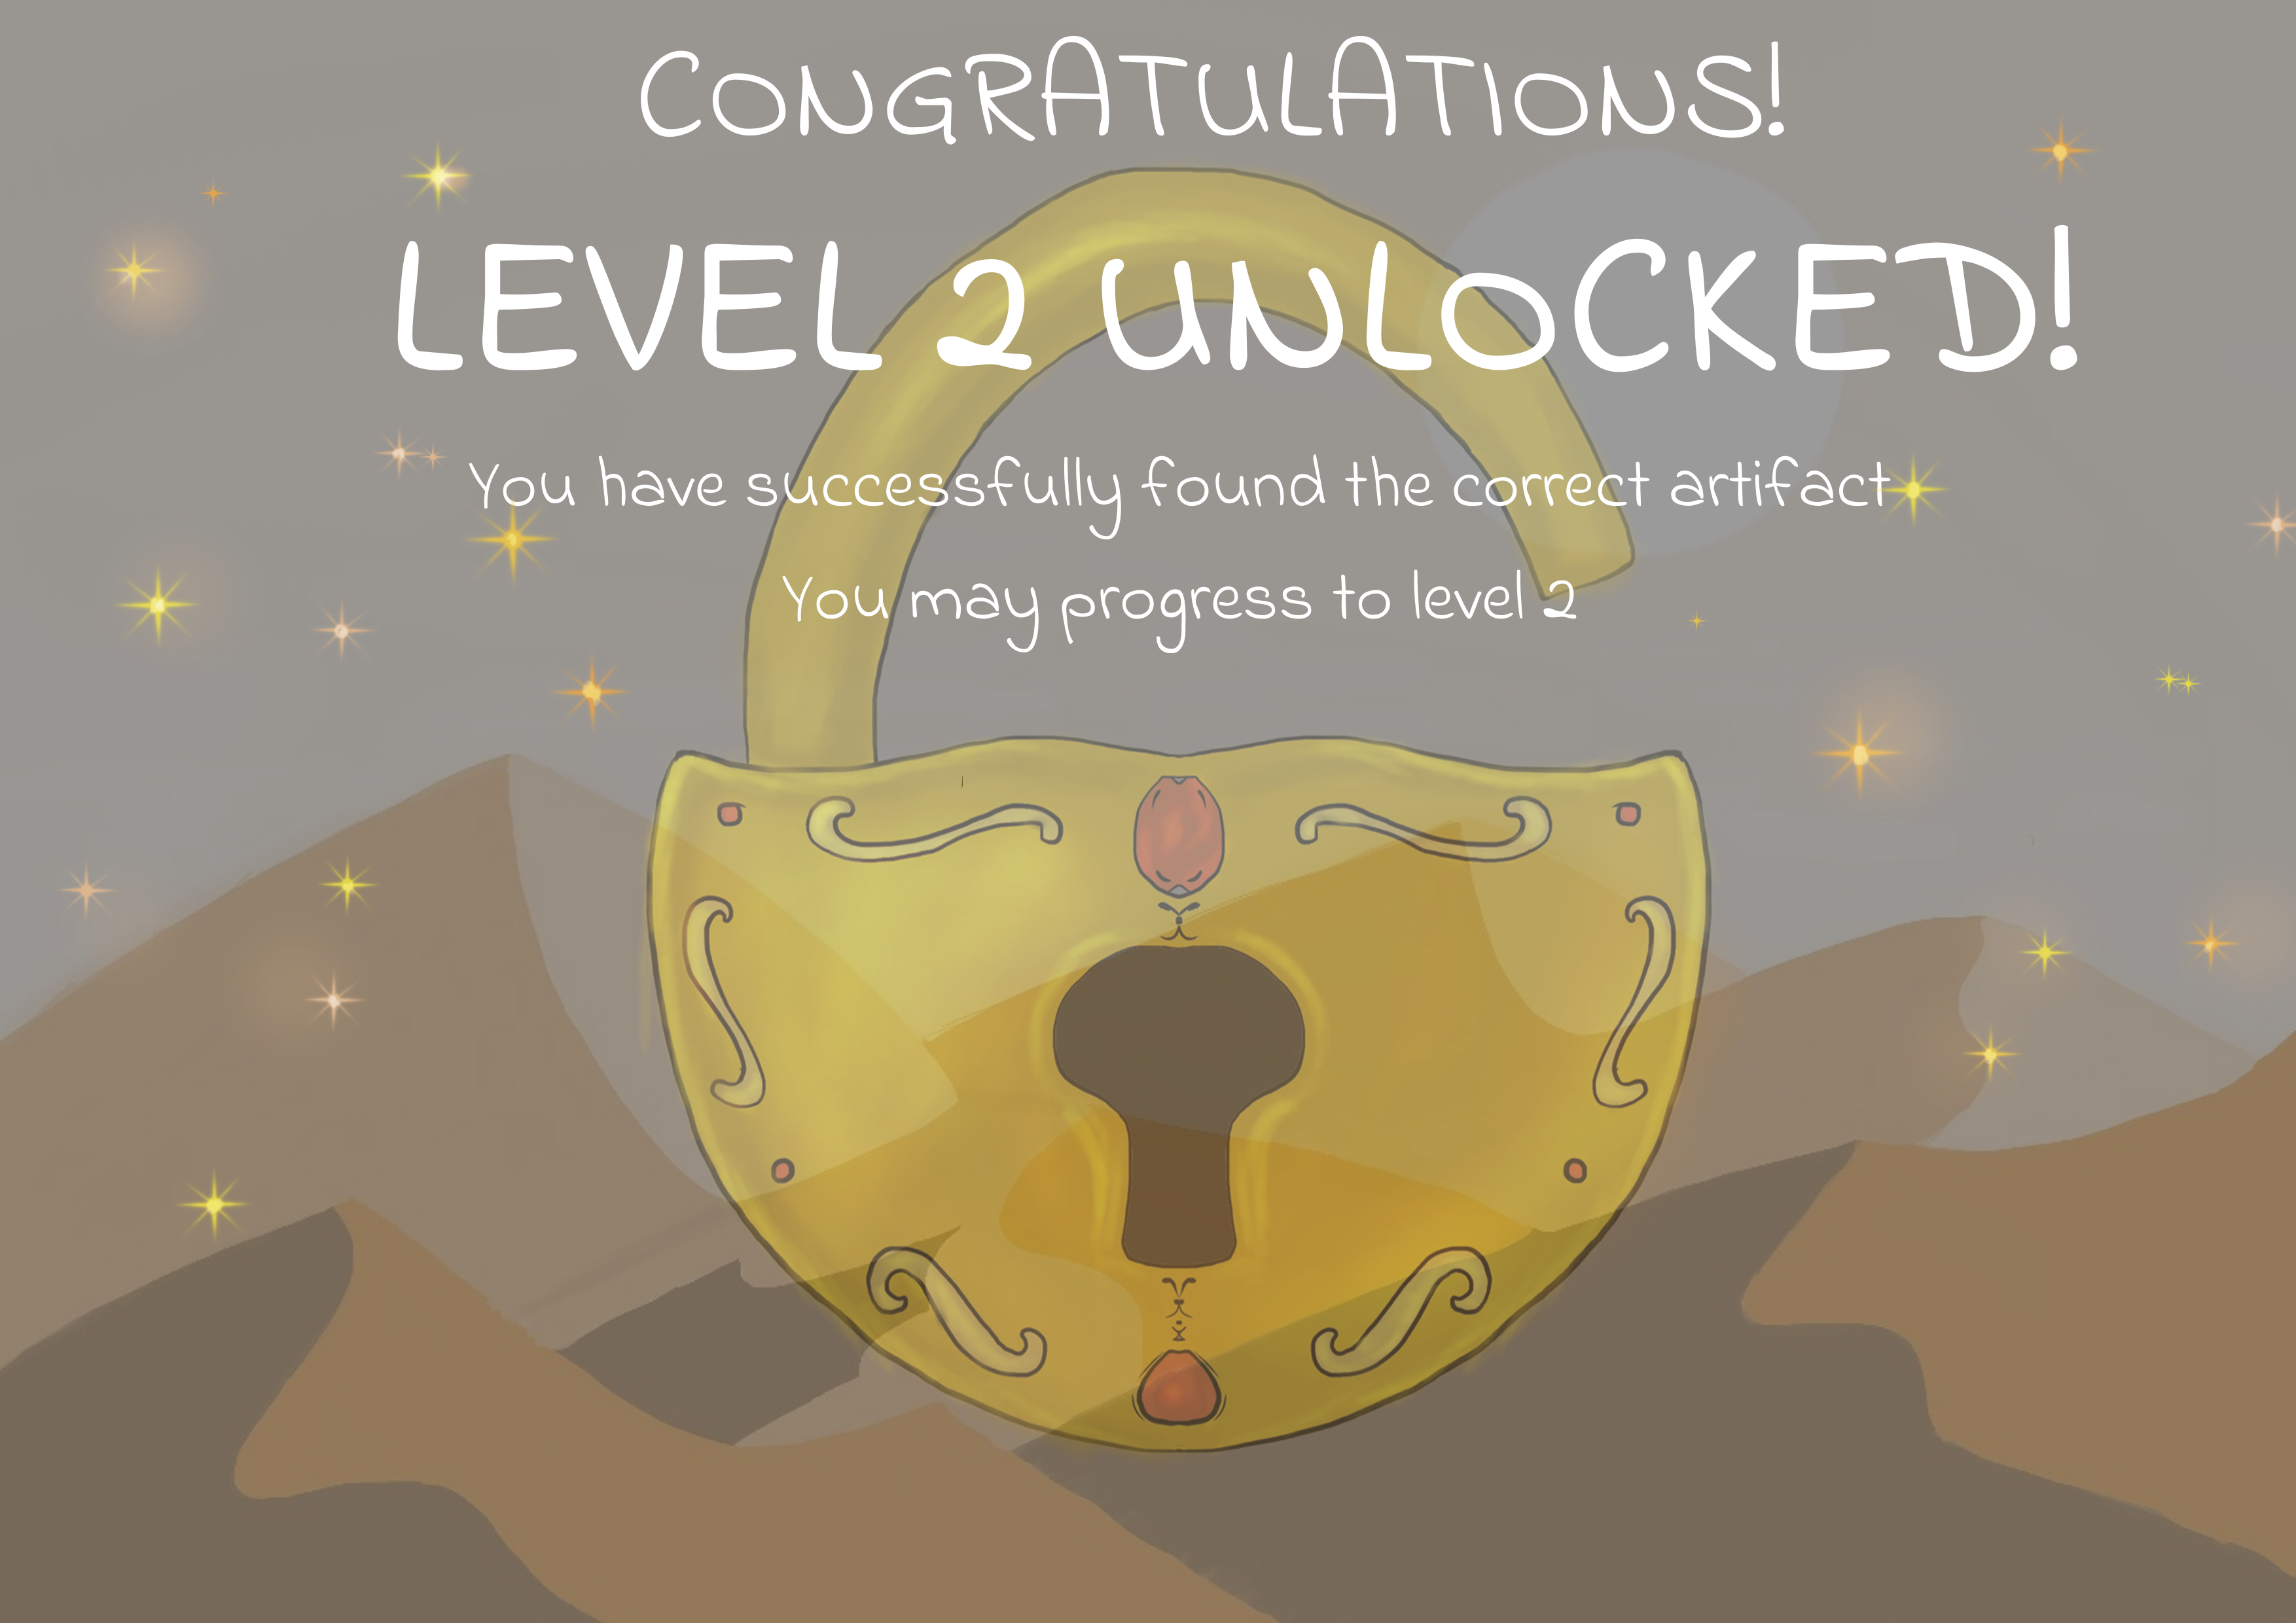 CONGRATULATIONS!
LEVEL 2 UNLOCKED!
You have successfully found the correct artifact
You may progress to level 2